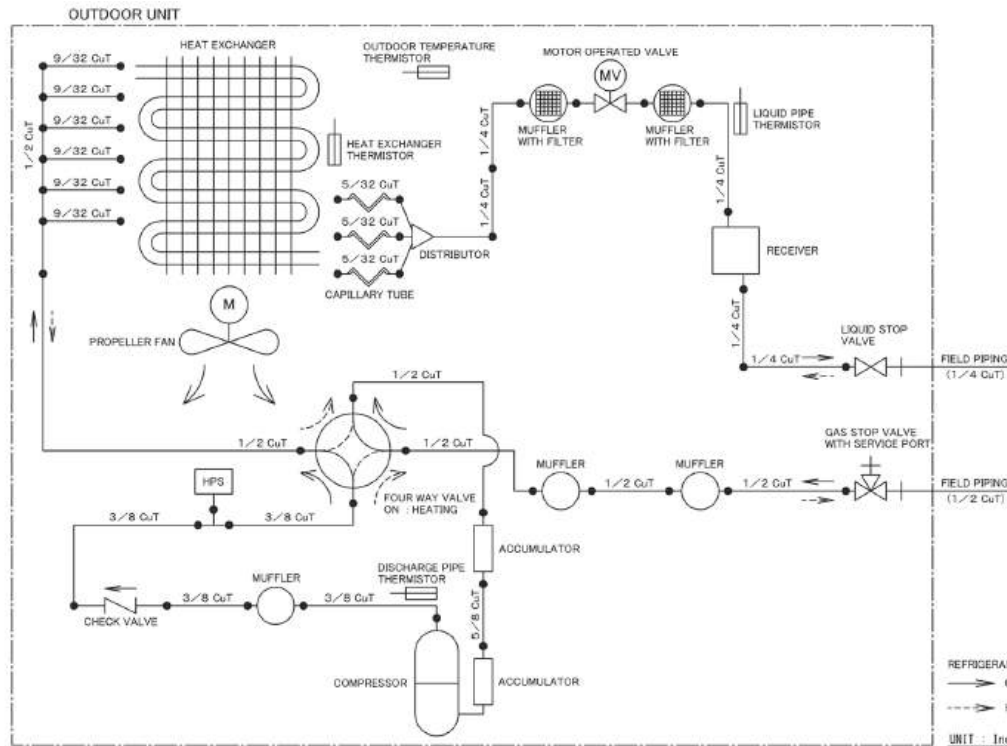 OUTDOOR UNIT
HEAT EXCHANGER
OUTDOOR TEMPERATURE
THERMISTOR
MOTOR OPERATED VALVE
9/32 CuT
9/32 CuT
9/32 CuT
9/32 CuT
9/32 CuT
9/32 CuT
1/2 CuT
MV
MUFFLER
WITH FILTER
MUFFLER
WITH FILTER
LIQUID PIPE
THERMISTOR
HEAT EXCHANGER
THERMISTOR
1/4 CuT
1/4 CuT
1/4 CuT
5/32 CuT
5/32 CuT
5/32 CuT
DISTRIBUTOR
CAPILLARY TUBE
RECEIVER
M
PROPELLER FAN
1/4 CuT
LIQUID STOP
VALVE
1/4 CuT
FIELD PIPING
(1/4 CuT)
1/2 CuT
1/2 CuT
1/2 CuT
GAS STOP VALVE
WITH SERVICE PORT
MUFFLER
MUFFLER
1/2 CuT
1/2 CuT
FIELD PIPING
(1/2 CuT)
HPS
FOUR WAY VALVE
ON : HEATING
3/8 CuT
3/8 CuT
ACCUMULATOR
DISCHARGE PIPE
THERMISTOR
MUFFLER
3/8 CuT
3/8 CuT
CHECK VALVE
5/8 CuT
COMPRESSOR
ACCUMULATOR
UNIT :